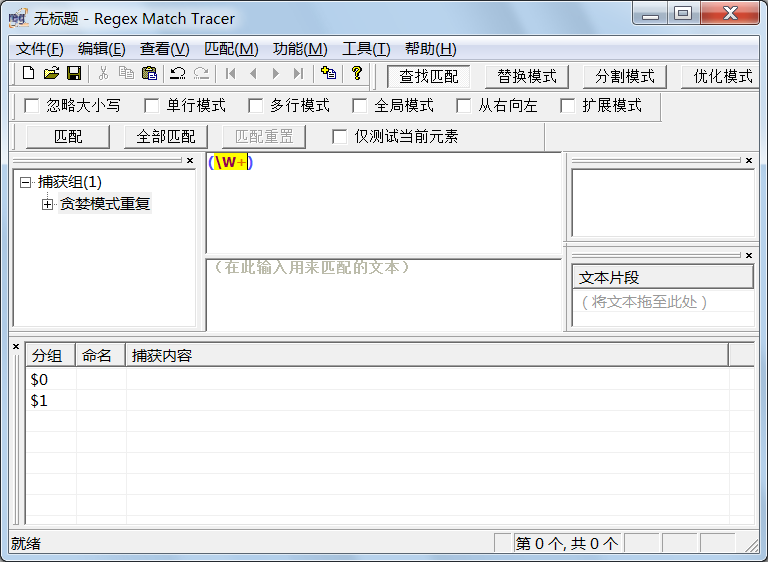 无标题 - Regex Match Tracer
文件(F) 编辑(E) 查看(V) 匹配(M) 功能(M) 工具(T) 帮助(H)
查找匹配 替换模式 分割模式 优化模式
忽略大小写 单行模式 多行模式 全局模式 从右向左 扩展模式
匹配 全部匹配 匹配重置 仅测试当前元素
捕获组(1)
贪婪模式重复
(\W+)
（在此输入用来匹配的文本）
文本片段
（将文本拖至此处）
分组 命名 捕获内容
$0
$1
就绪 第 0 个, 共 0 个